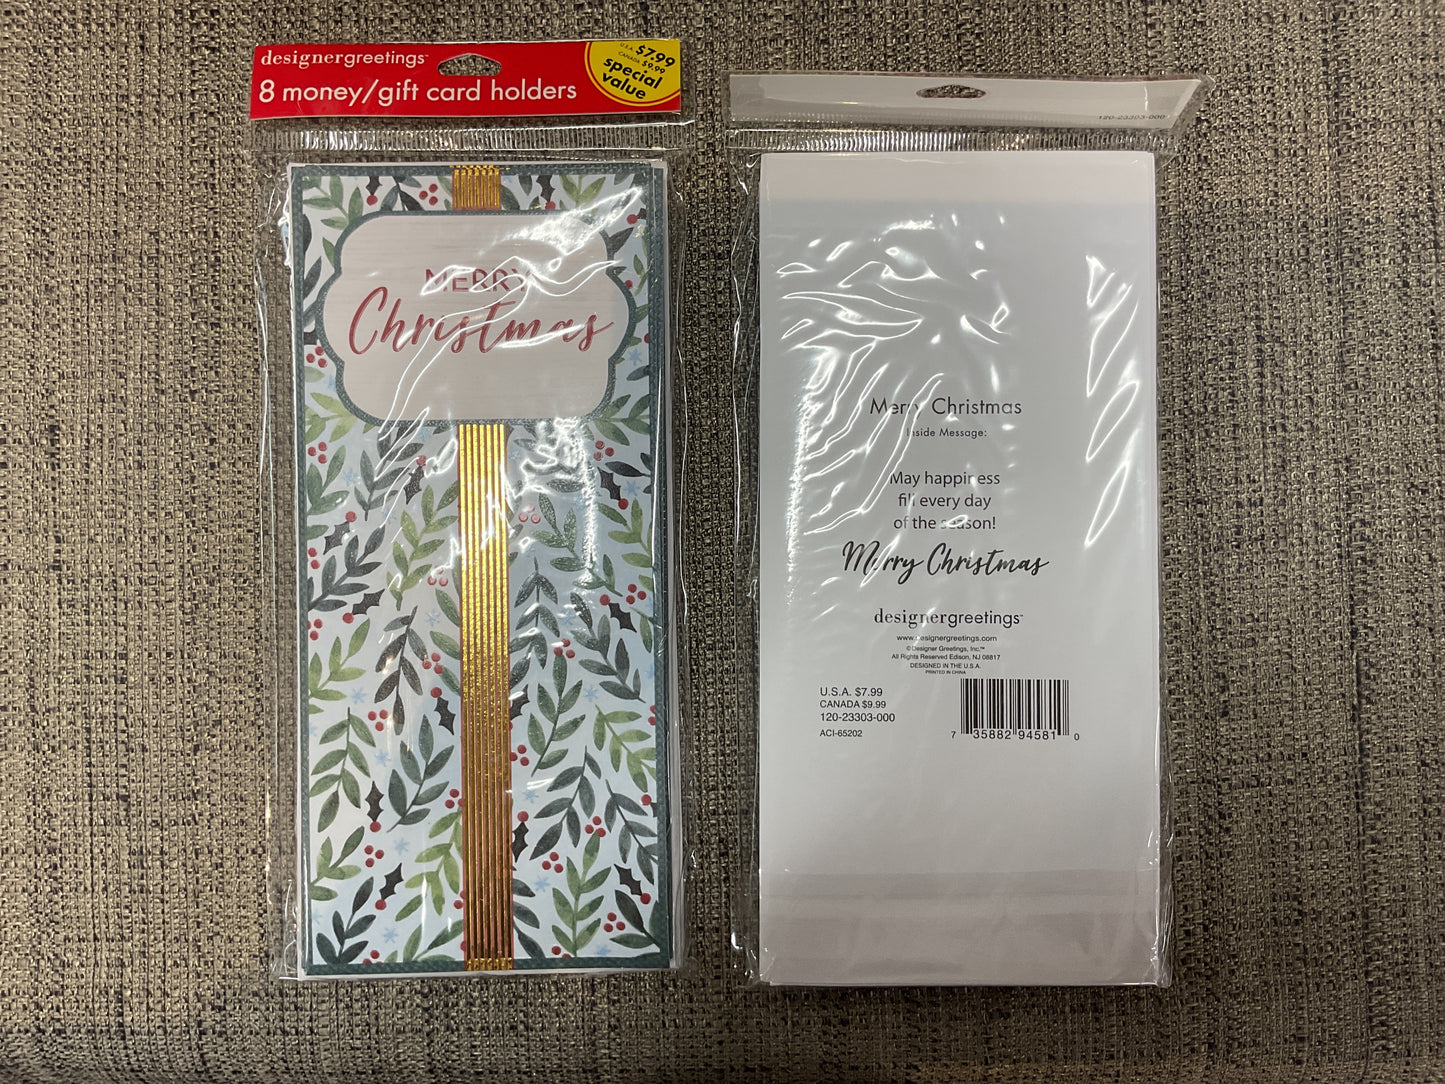 designergreetings™
8 money/gift card holders
U.S.A. $7.99
CANADA $9.99
special
value
MERRY
Christmas
120-23303-000
Merry Christmas
Inside Message:
May happiness
fill every day
of the season!
Merry Christmas
designergreetings™
www.designergreetings.com
©Designer Greetings, Inc.™
All Rights Reserved Edison, NJ 08817
DESIGNED IN THE U.S.A.
PRINTED IN CHINA
U.S.A. $7.99
CANADA $9.99
120-23303-000
ACI-65202
7 35882 94581 0